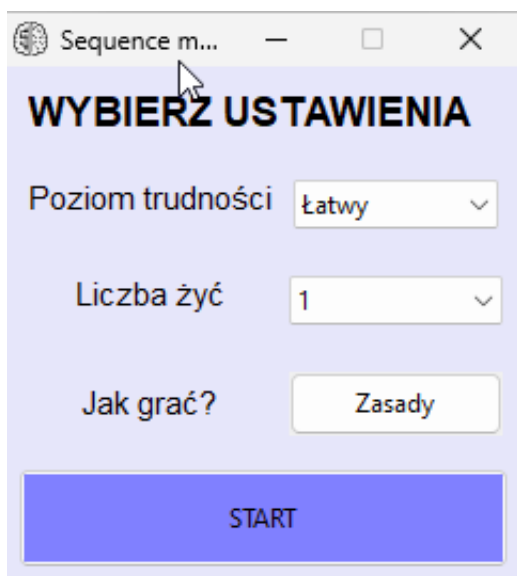 Sequence m...
WYBIERZ USTAWIENIA
Poziom trudności Łatwy
Liczba żyć 1
Jak grać? Zasady
START